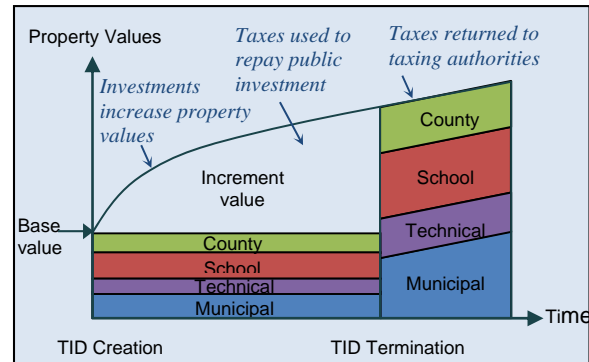 Property Values
Taxes used to
repay public
investment
Taxes returned to
taxing authorities
Investments
increase property
values
County
School
Technical
Municipal
Increment
value
Base
value
County
School
Technical
Municipal
Time
TID Creation
TID Termination